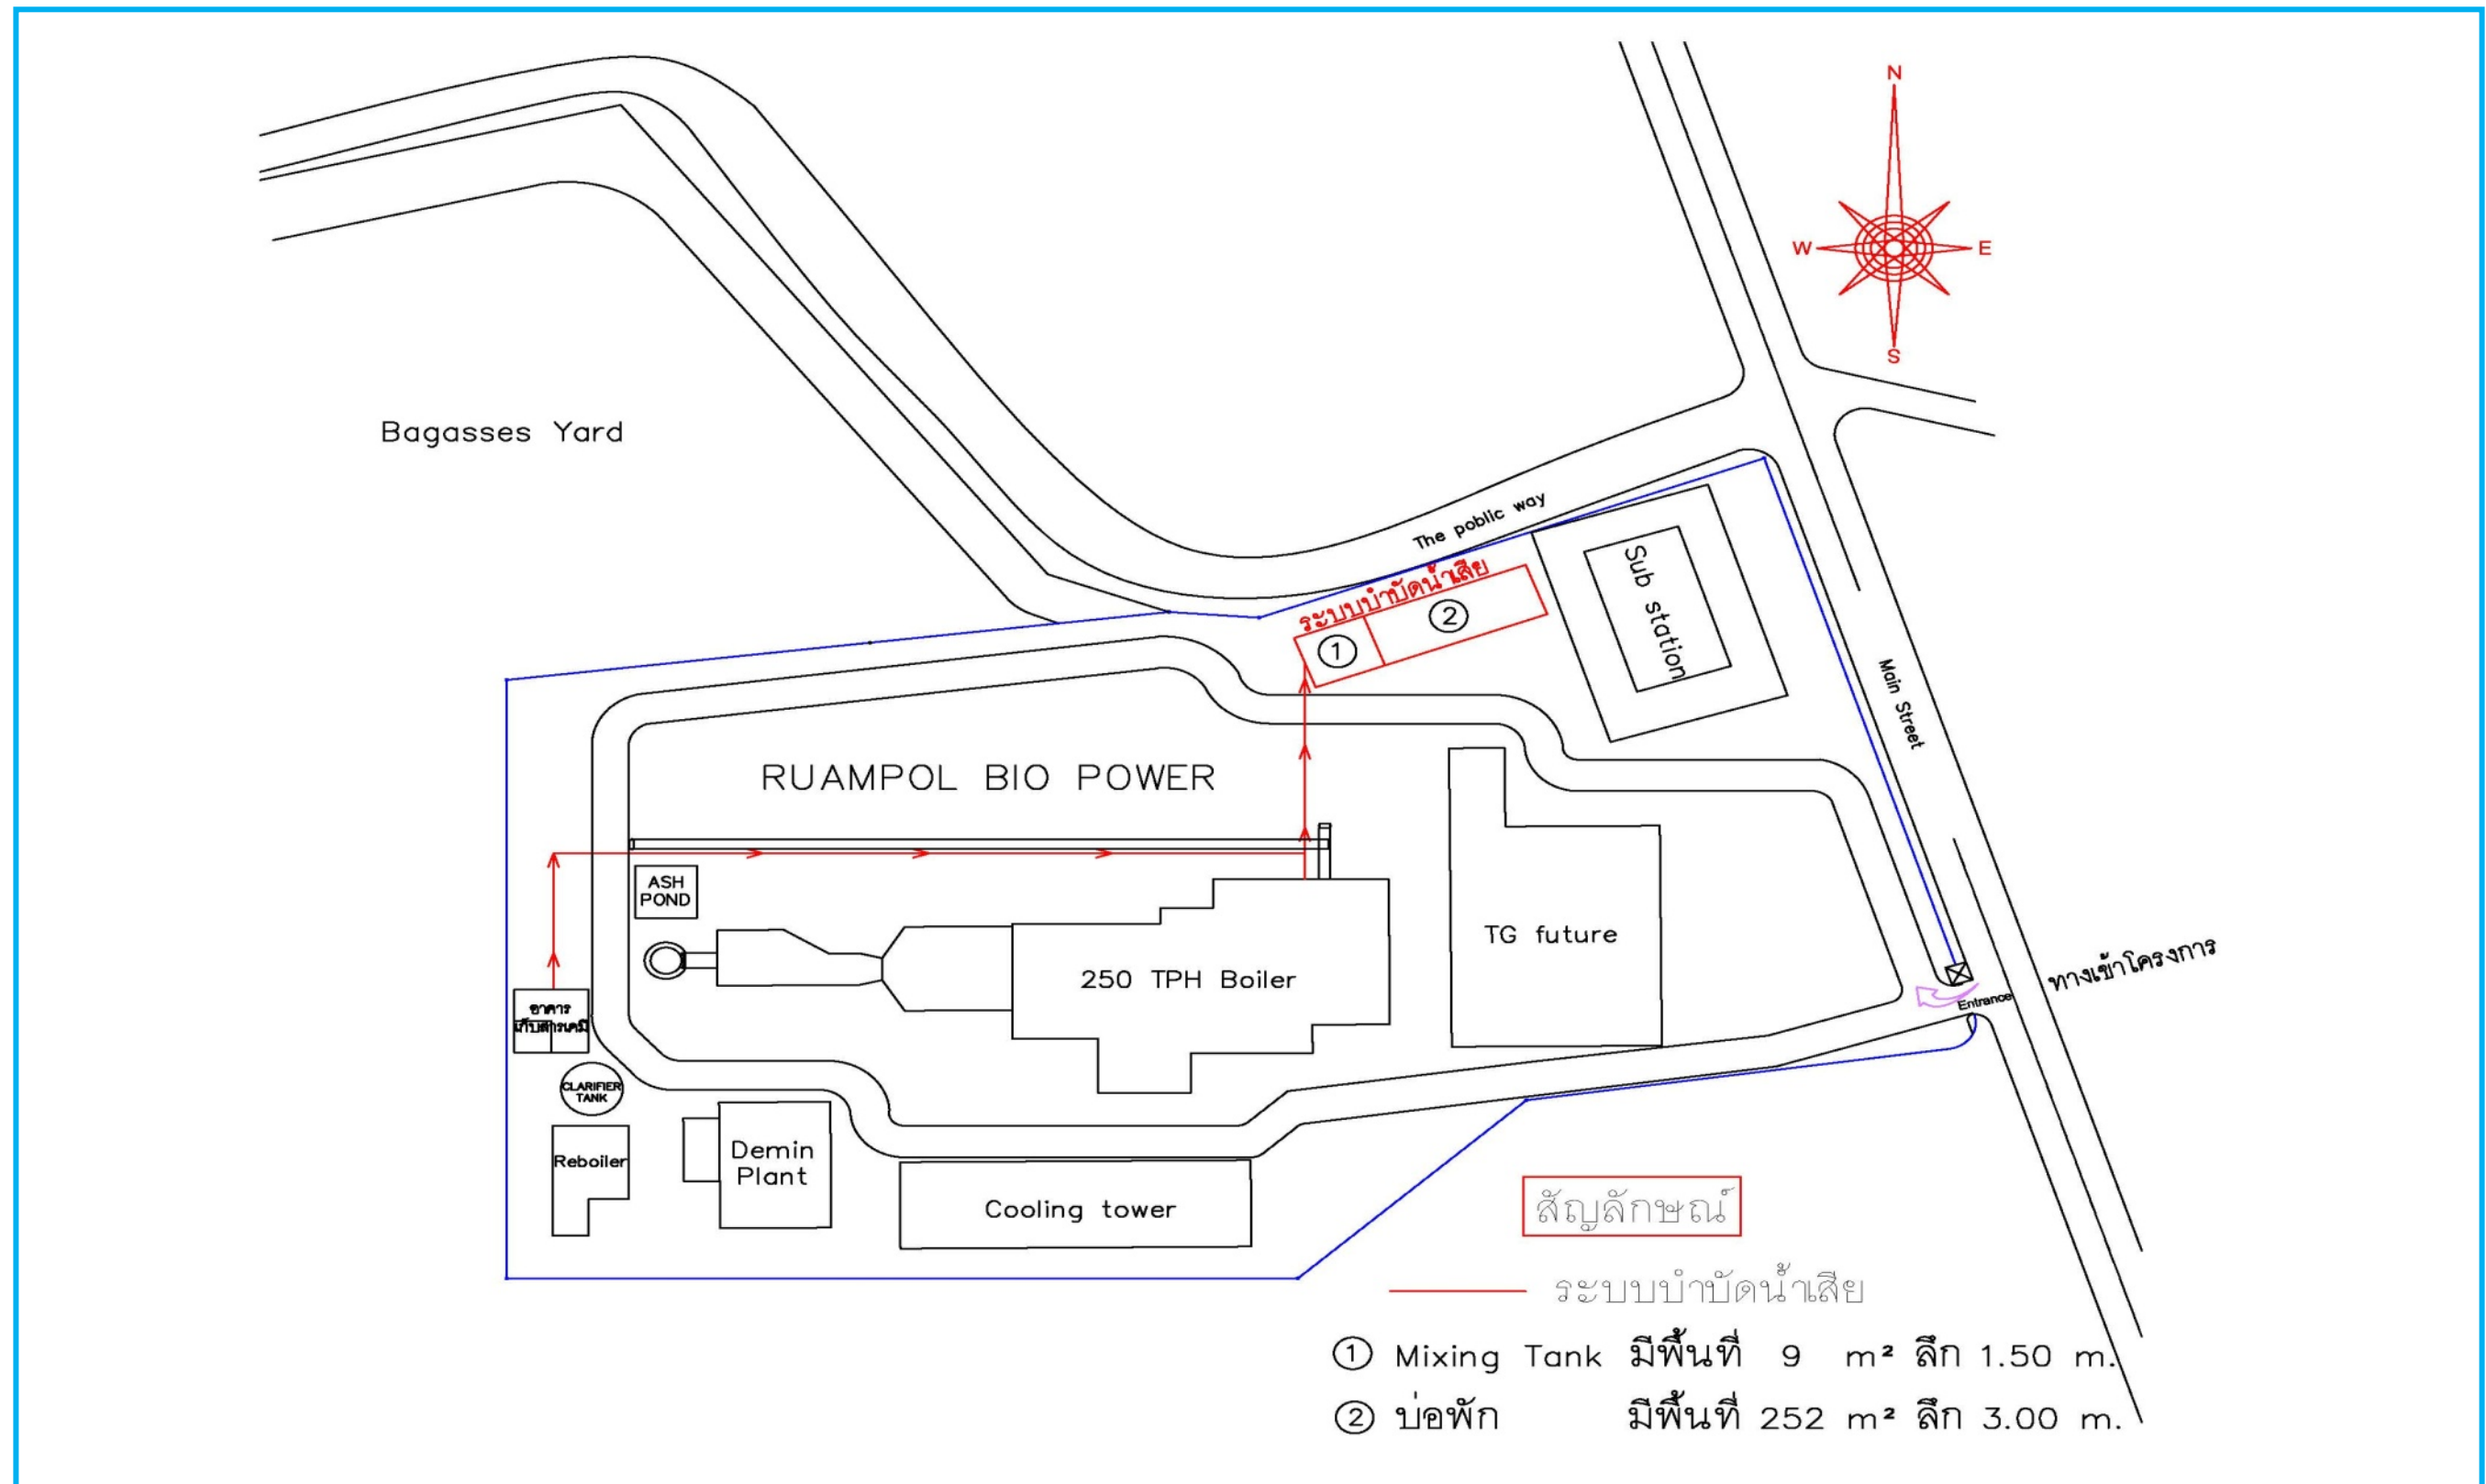 N
W
E
S
Bagasses Yard
The poblic way
ระบบบำบัดน้ำเสีย
1
2
Sub station
Main Street
RUAMPOL BIO POWER
ASH
POND
TG future
250 TPH Boiler
ทางเข้าโครงการ
Entrance
อาคาร
เก็บสารเคมี
CLARIFIER
TANK
Reboiler
Demin
Plant
Cooling tower
สัญลักษณ์
ระบบบำบัดน้ำเสีย
1 Mixing Tank มีพื้นที่ 9 m² ลึก 1.50 m.
2 บ่อพัก มีพื้นที่ 252 m² ลึก 3.00 m.